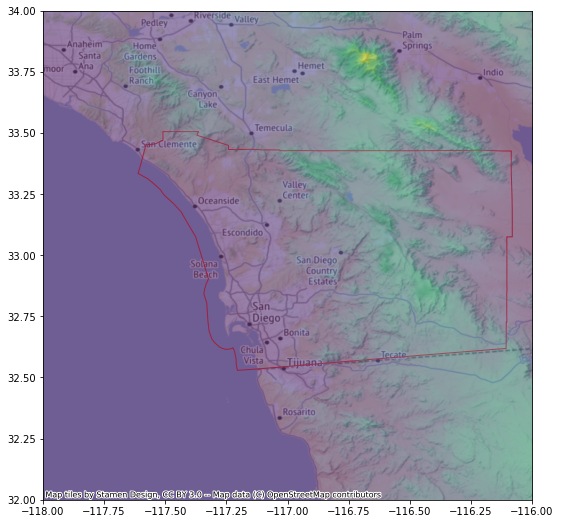 34.00
Pedley
Riverside
Valley
Anaheim
Home
Gardens
Palm
Springs
Santa
Ana
moor
Foothill
Ranch
Hemet
East Hemet
Indio
33.75
Canyon
Lake
Temecula
33.50
San Clemente
Valley
Center
33.25
Oceanside
Escondido
33.00
Solana
Beach
San Diego
Country
Estates
San
Diego
32.75
Bonita
Chula
Vista
Tijuana
Tecate
32.50
Rosarito
32.25
Map tiles by Stamen Design, CC BY 3.0 -- Map data (C) OpenStreetMap contributors
32.00
−118.00 −117.75 −117.50 −117.25 −117.00 −116.75 −116.50 −116.25 −116.00